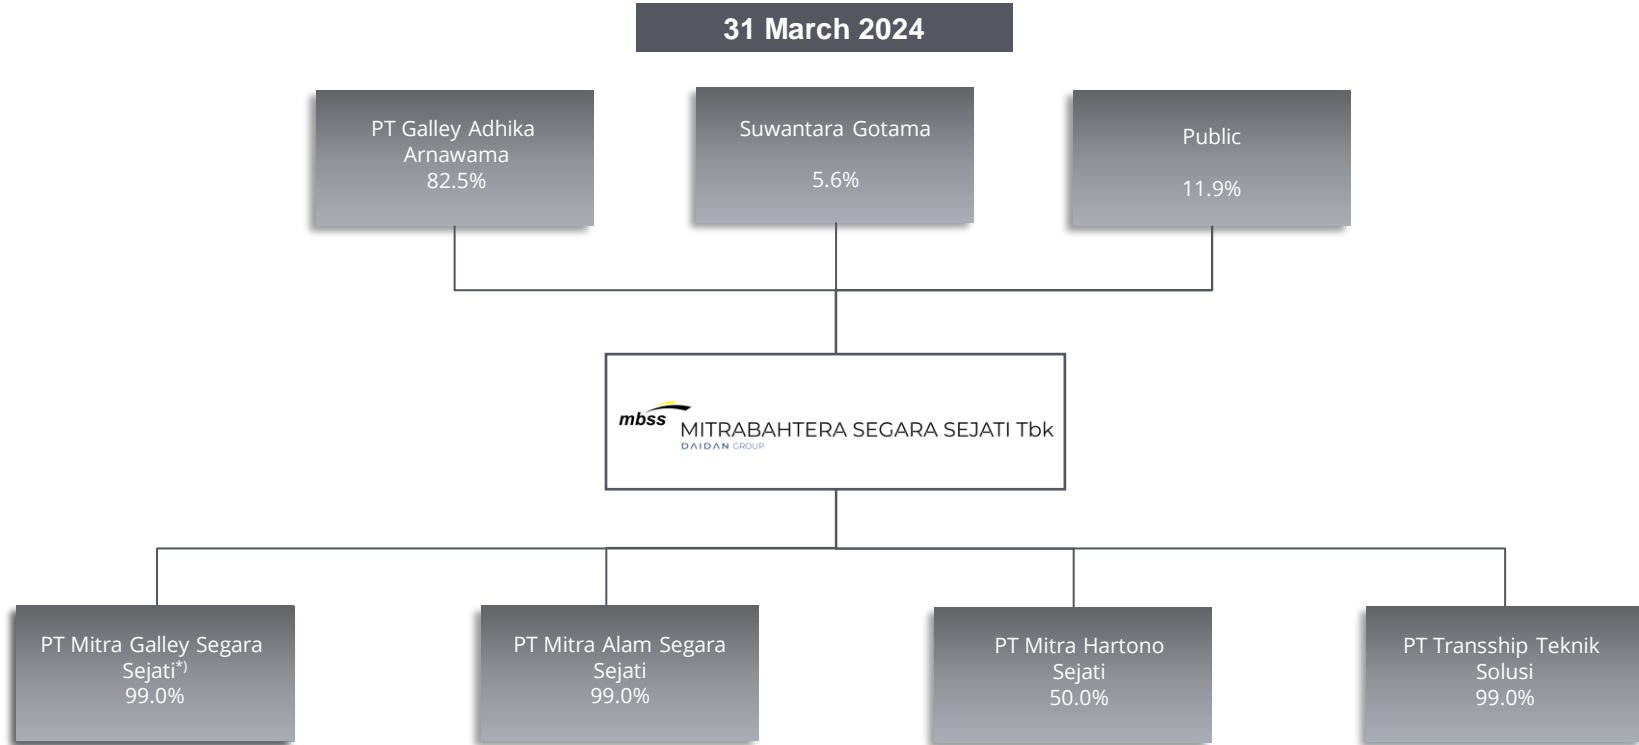 31 March 2024
PT Galley Adhika
Arnawama
82.5%
Suwantara Gotama
5.6%
Public
11.9%
mbss
MITRABAHTERA SEGARA SEJATI Tbk
DAIDAN GROUP
PT Mitra Galley Segara
Sejati*)
99.0%
PT Mitra Alam Segara
Sejati
99.0%
PT Mitra Hartono
Sejati
50.0%
PT Transship Teknik
Solusi
99.0%